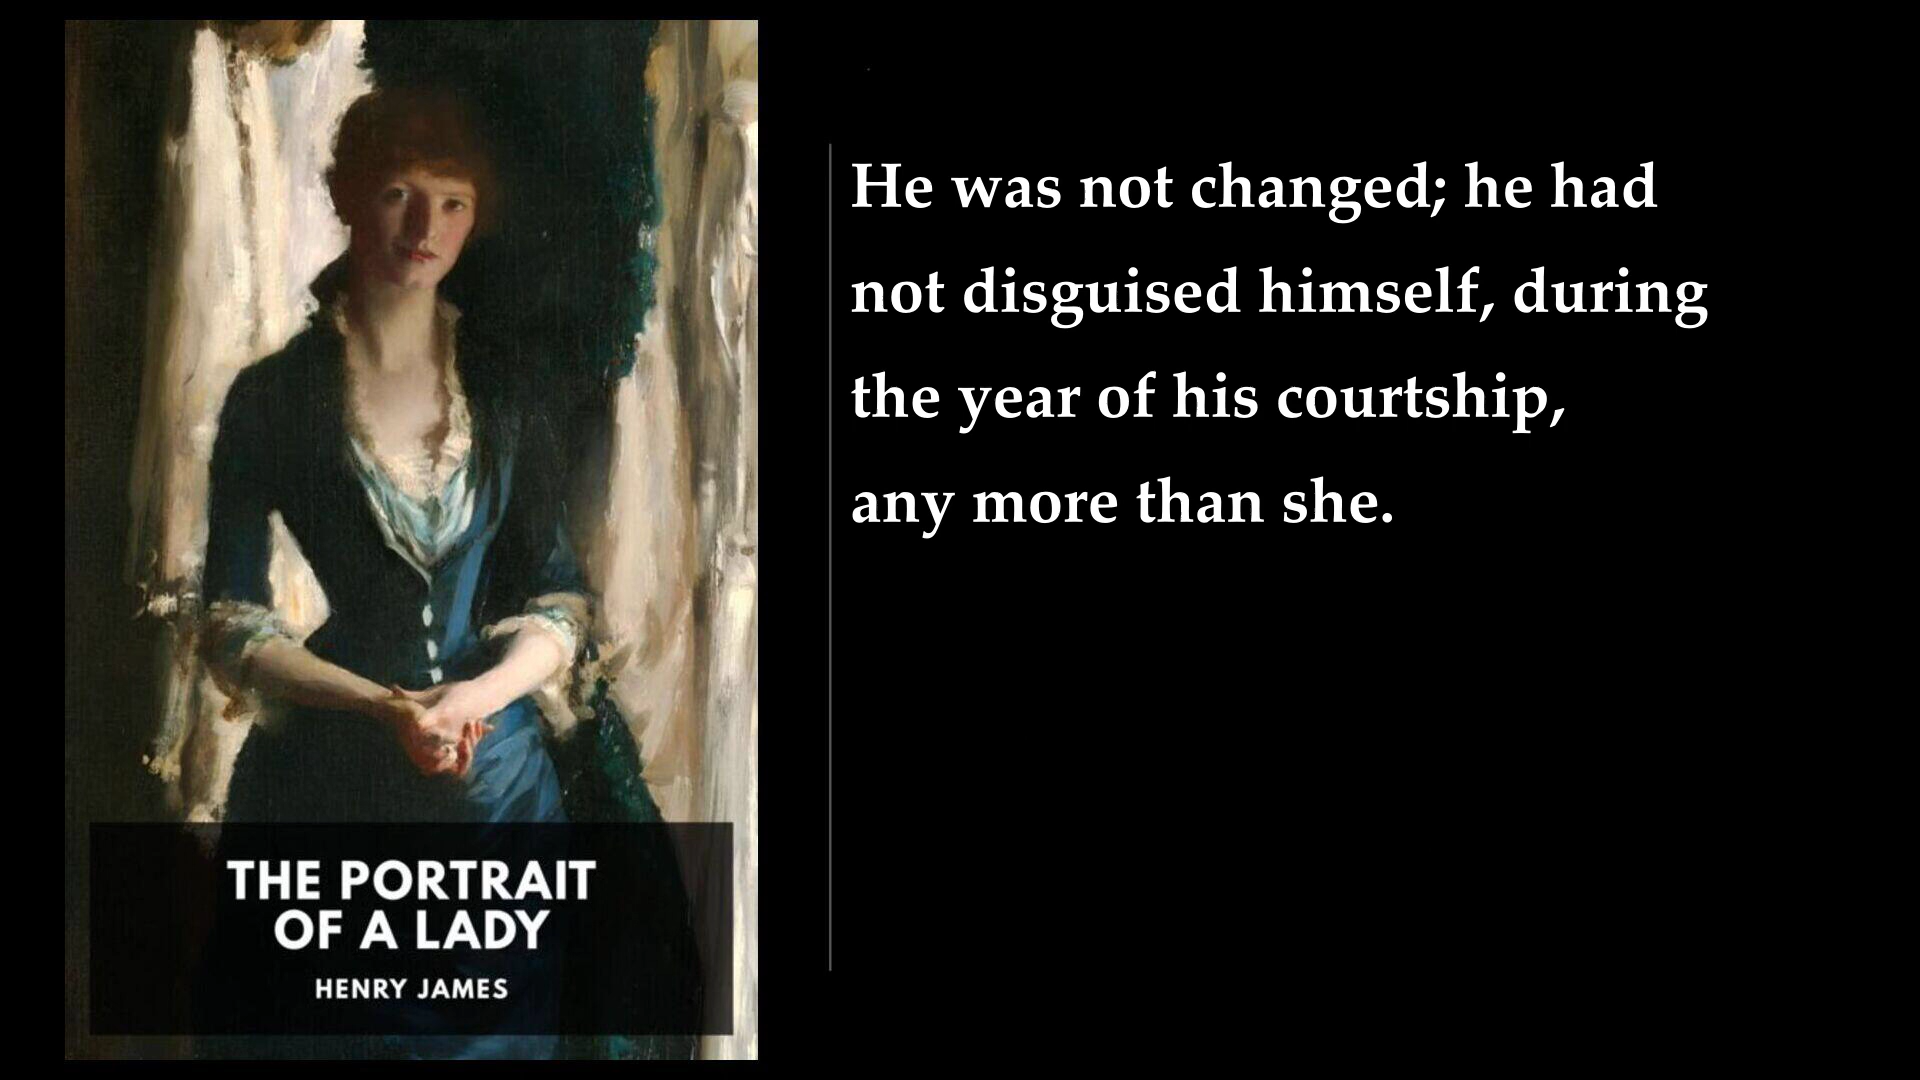 He was not changed; he had
not disguised himself, during
the year of his courtship,
any more than she.
THE PORTRAIT
OF A LADY
HENRY JAMES